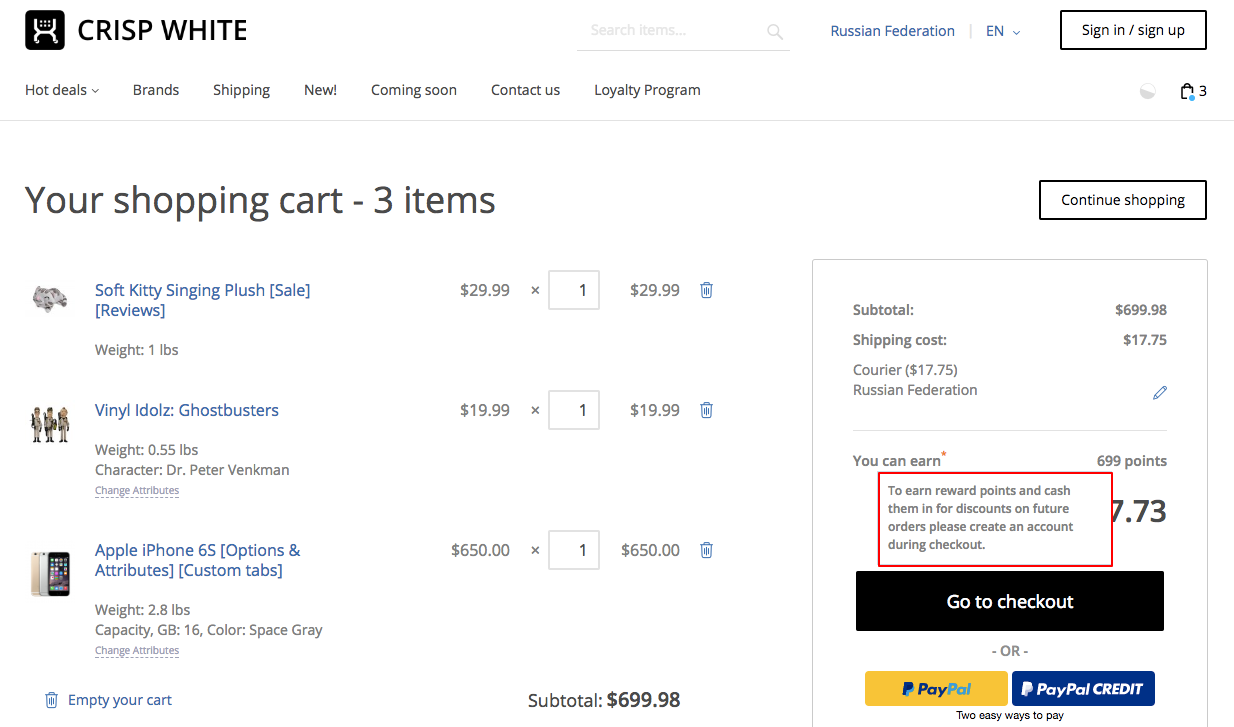 CRISP WHITE
Search items...
Russian Federation | EN
Sign in / sign up
Hot deals
Brands
Shipping
New!
Coming soon
Contact us
Loyalty Program
3
Your shopping cart - 3 items
Continue shopping
Soft Kitty Singing Plush [Sale]
[Reviews]
$29.99 × 1 $29.99
Weight: 1 lbs
Vinyl Idolz: Ghostbusters
$19.99 × 1 $19.99
Weight: 0.55 lbs
Character: Dr. Peter Venkman
Change Attributes
Apple iPhone 6S [Options &
Attributes] [Custom tabs]
$650.00 × 1 $650.00
Weight: 2.8 lbs
Capacity, GB: 16, Color: Space Gray
Change Attributes
Empty your cart
Subtotal: $699.98
Subtotal: $699.98
Shipping cost: $17.75
Courier ($17.75)
Russian Federation
You can earn* 699 points
To earn reward points and cash
them in for discounts on future
orders please create an account
during checkout.
7.73
Go to checkout
- OR -
PayPal
PayPal CREDIT
Two easy ways to pay